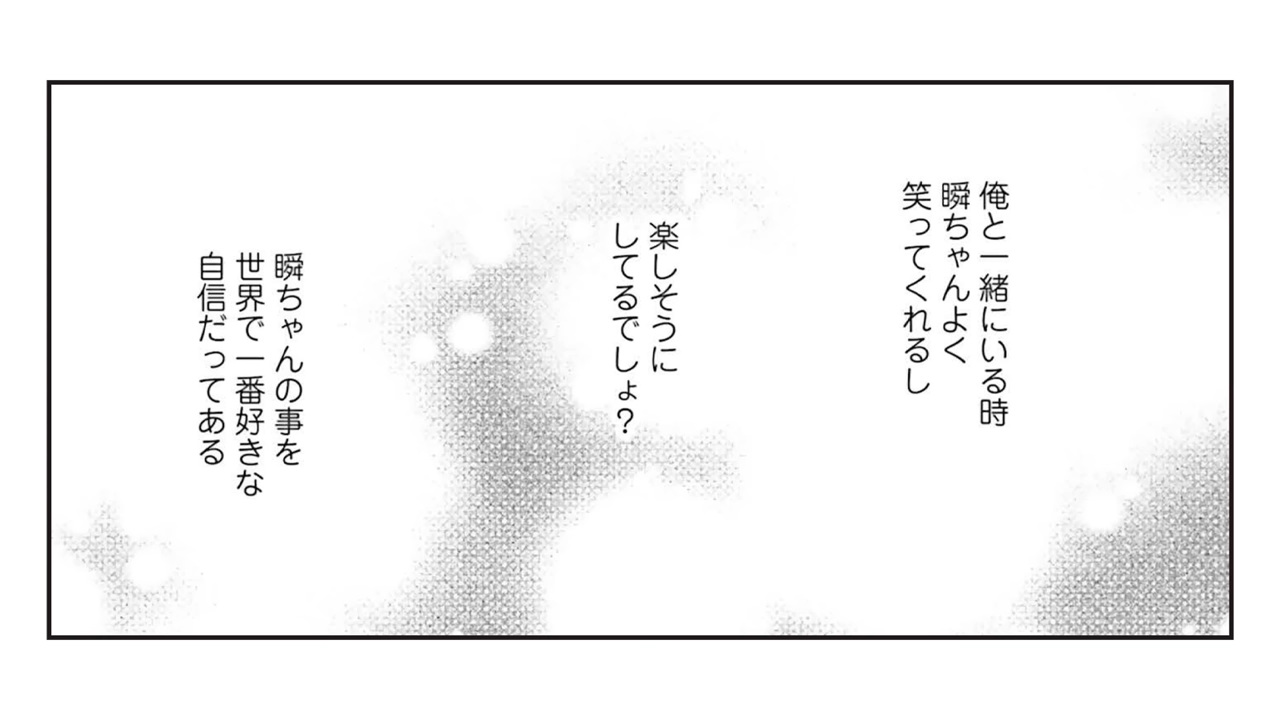 俺と一緒にいる時
瞬ちゃんよく
笑ってくれるし
楽しそうに
してるでしょ?
瞬ちゃんの事を
世界で一番好きな
自信だってある